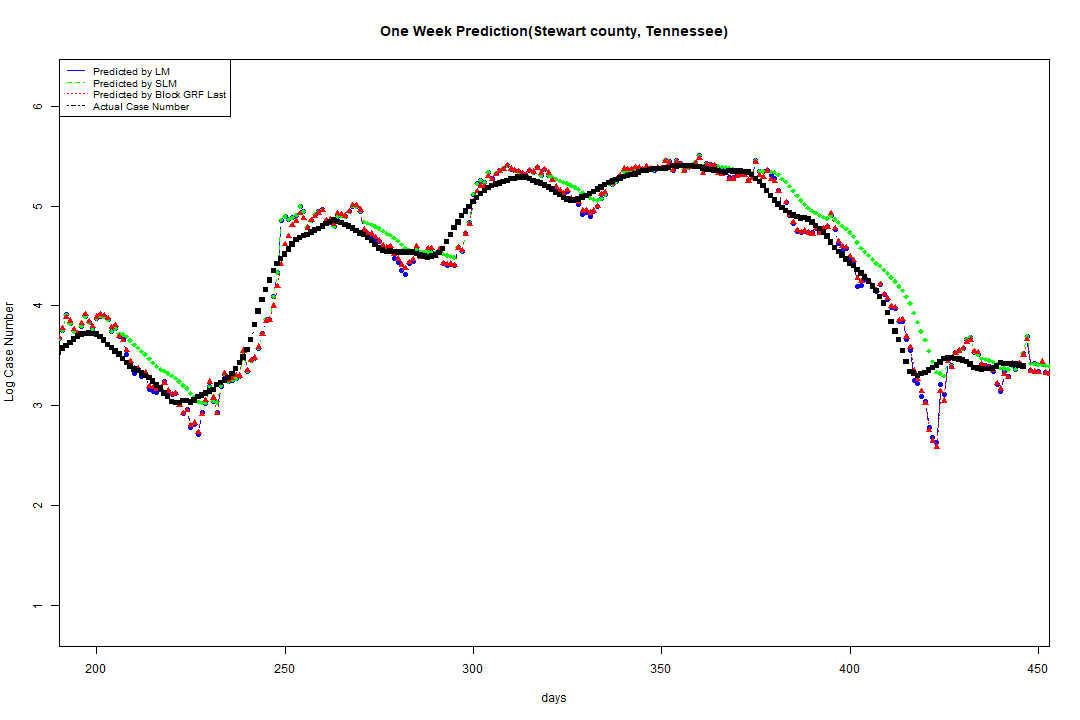 One Week Prediction(Stewart county, Tennessee)
Predicted by LM
Predicted by SLM
Predicted by Block GRF Last
Actual Case Number
6
5
4
3
2
1
Log Case Number
200 250 300 350 400 450
days